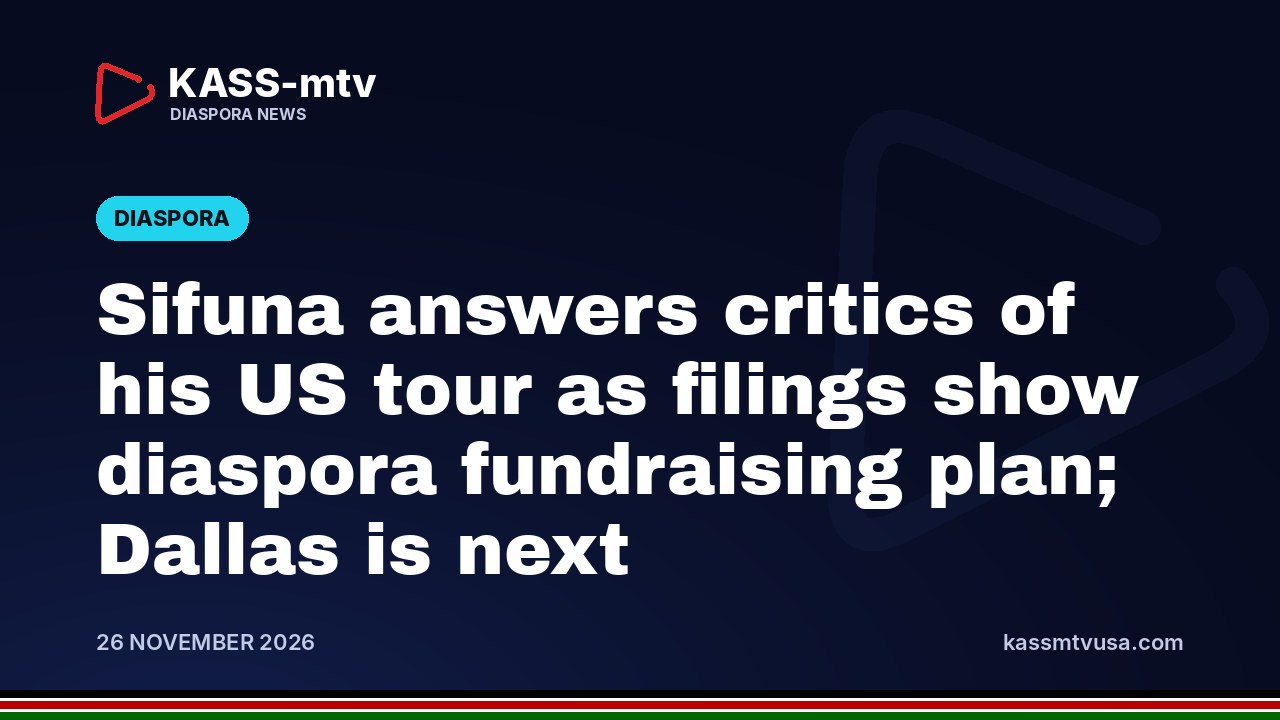 KASS-mtv
DIASPORA NEWS
DIASPORA
Sifuna answers critics of
his US tour as filings show
diaspora fundraising plan;
Dallas is next
26 NOVEMBER 2026
kassmtvusa.com